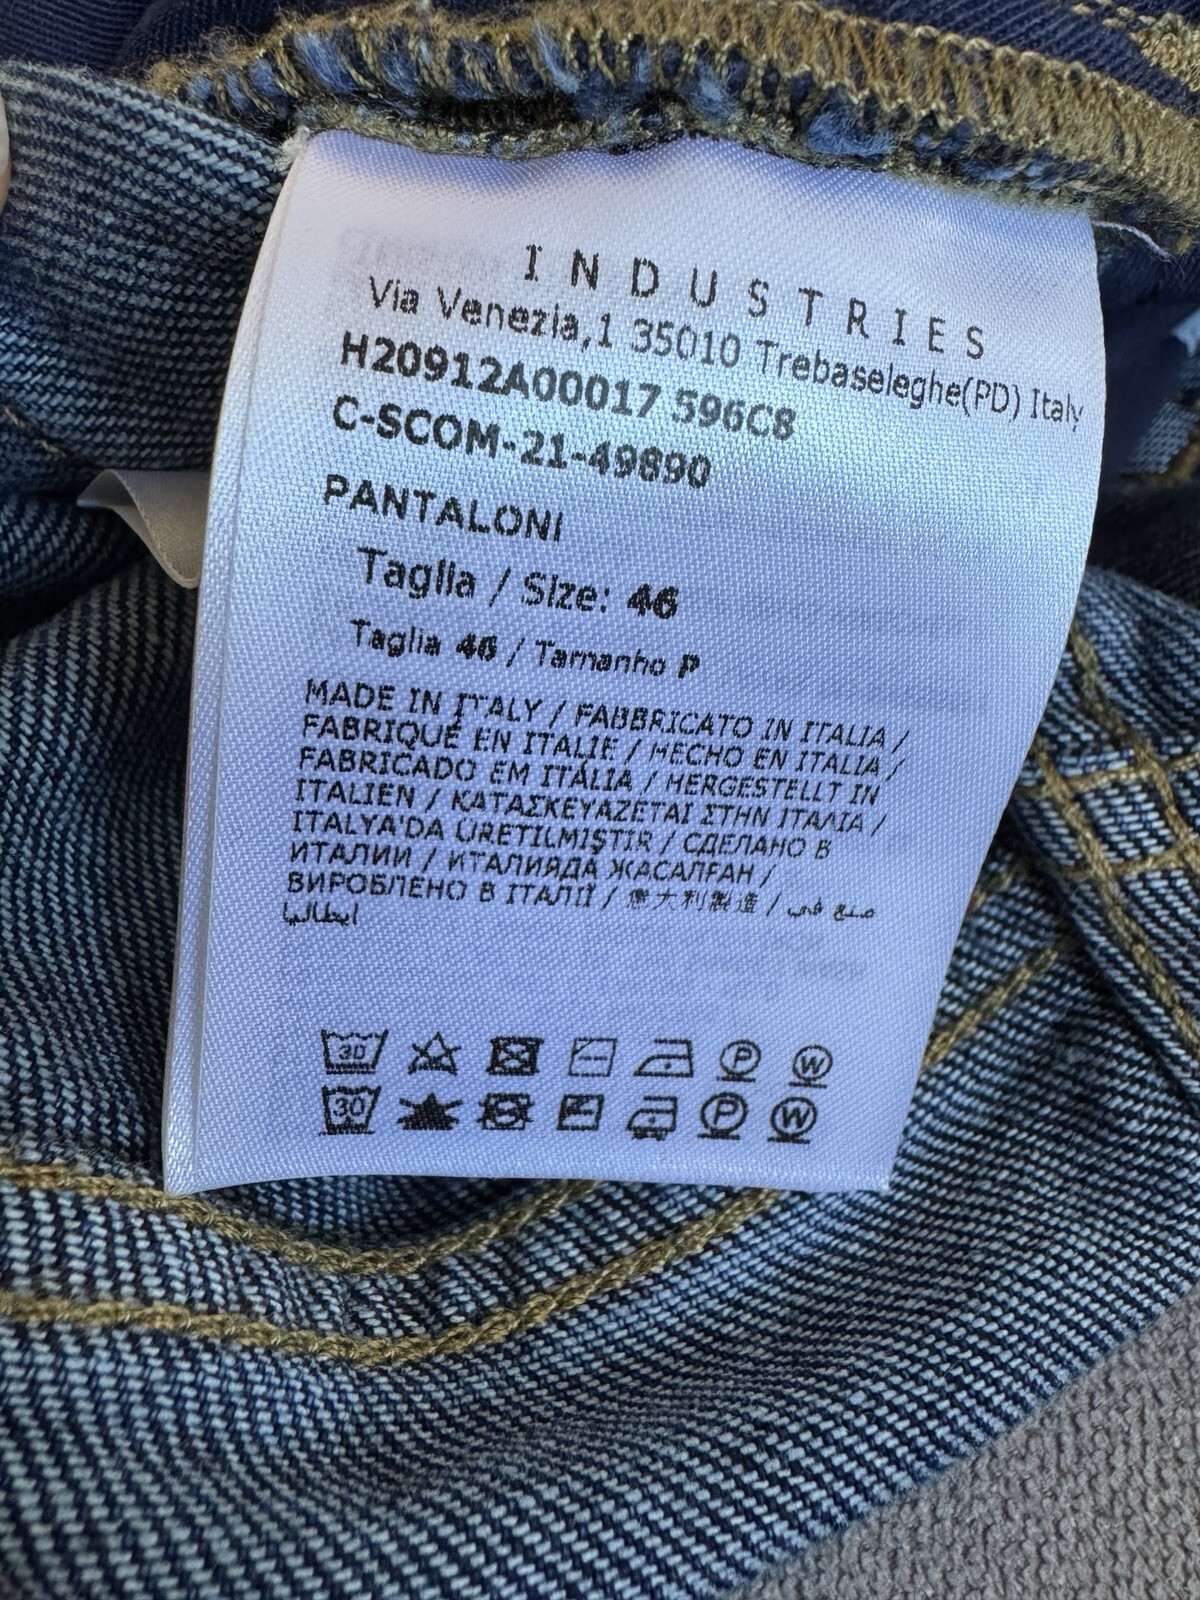 INDUSTRIES
Via Venezia,1 35010 Trebaseleghe(PD) Italy
H20912A00017 596C8
C-SCOM-21-49890
PANTALONI
Taglia / Size: 46
Taglia 46 / Tamanho P
MADE IN ITALY / FABBRICATO IN ITALIA /
FABRIQUÉ EN ITALIE / HECHO EN ITALIA /
FABRICADO EM ITÁLIA / HERGESTELLT IN
ITALIEN / ΚΑΤΑΣΚΕΥΑΖΕΤΑΙ ΣΤΗΝ ΙΤΑΛΙΑ /
ITALYA'DA ÜRETILMIŞTIR / СДЕЛАНО В
ИТАЛИИ / ИТАЛИЯДА ЖАСАЛҒАН /
ВИРОБЛЕНО В ІТАЛІЇ / 意大利製造 / صنع في
ايطاليا
30 P W
30 P W